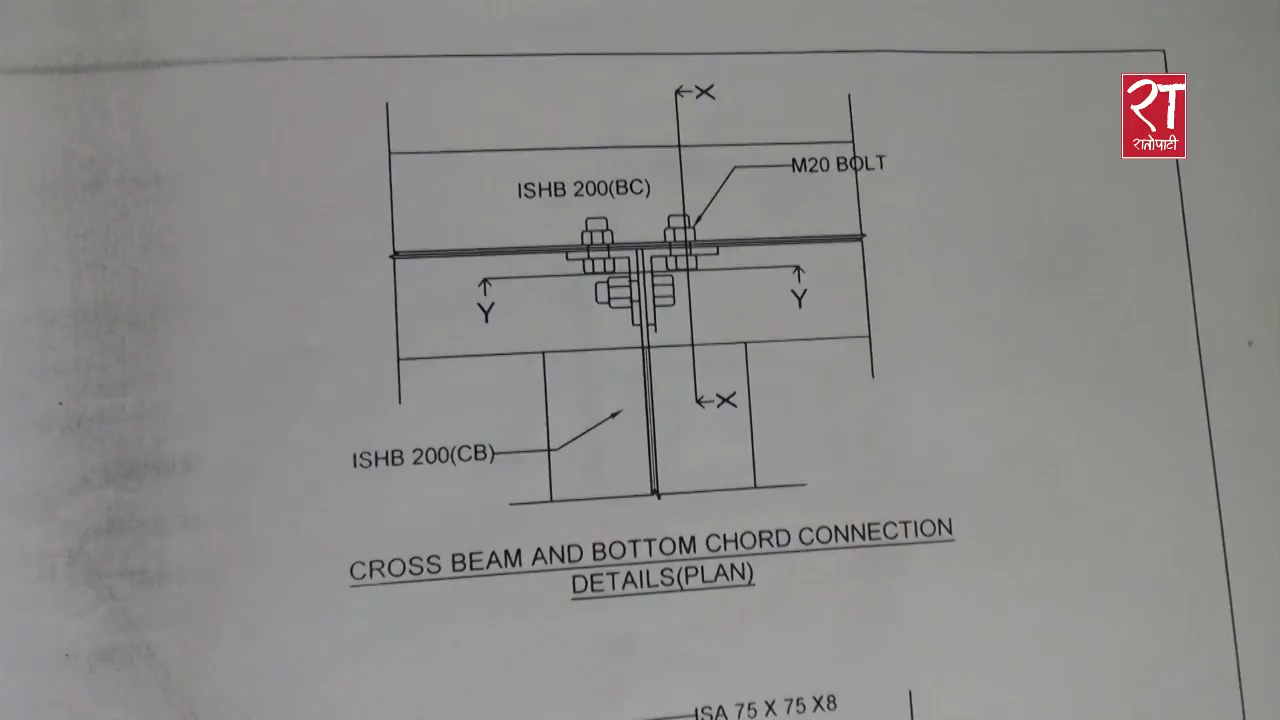 X
रा
रातोपाटी
M20 BOLT
ISHB 200(BC)
Y
Y
X
ISHB 200(CB)
CROSS BEAM AND BOTTOM CHORD CONNECTION
DETAILS(PLAN)
ISA 75 X 75 X8